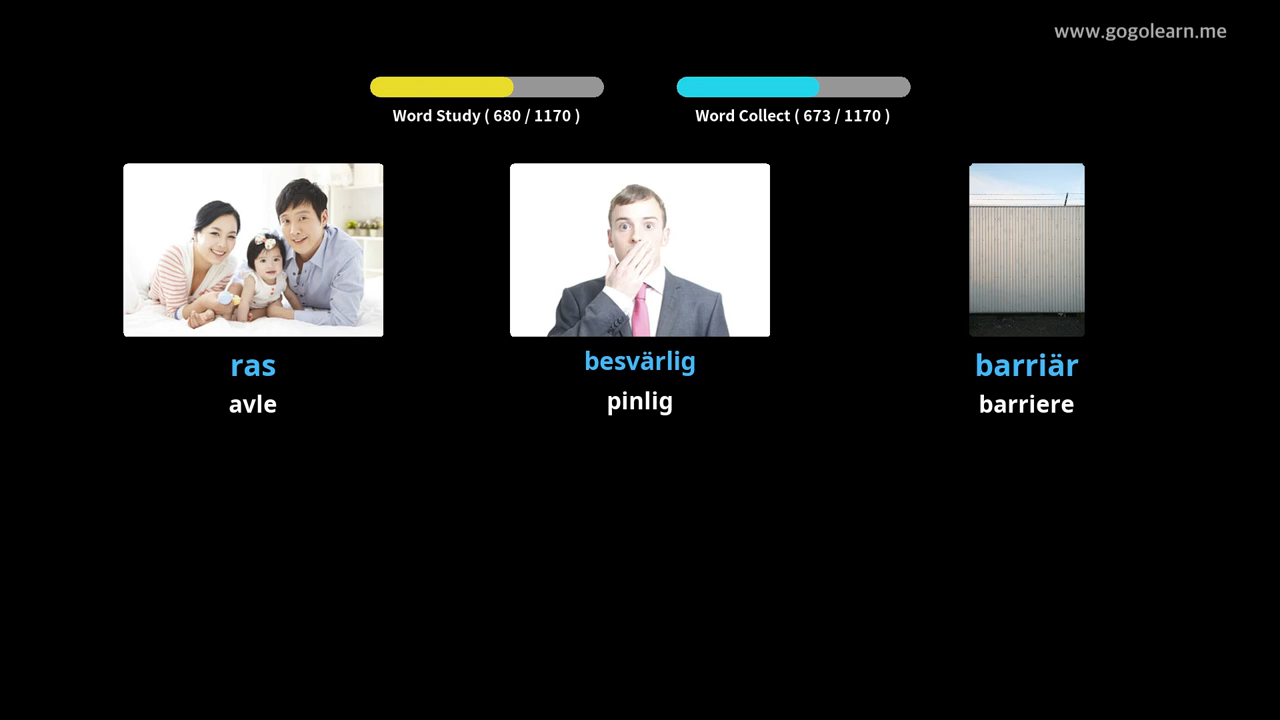 www.gogolearn.me
Word Study ( 680 / 1170 )
Word Collect ( 673 / 1170 )
ras
avle
besvärlig
pinlig
barriär
barriere